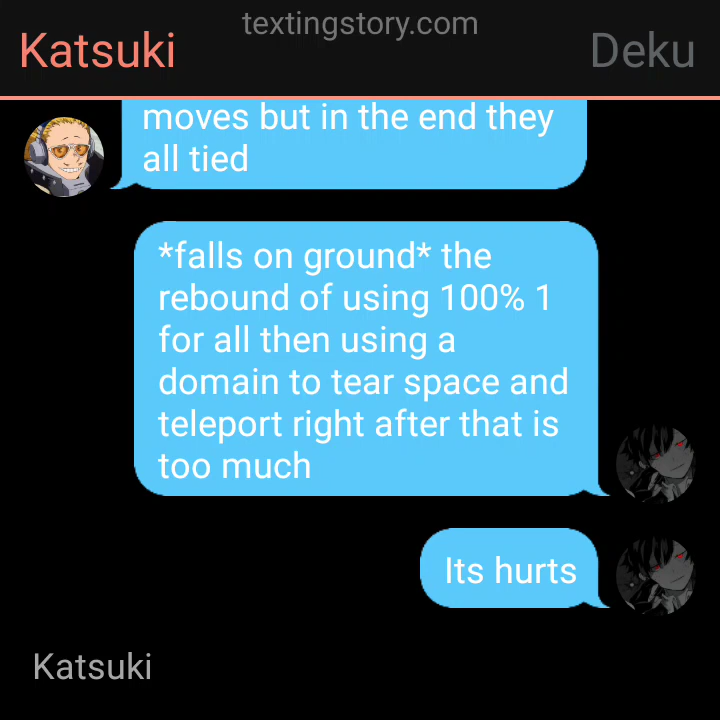 textingstory.com
Katsuki
Deku
moves but in the end they
all tied
*falls on ground* the
rebound of using 100% 1
for all then using a
domain to tear space and
teleport right after that is
too much
Its hurts
Katsuki